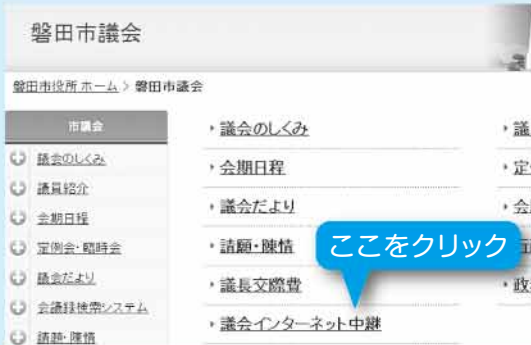 磐田市議会
磐田市役所 ホーム > 磐田市議会
市議会
議会のしくみ
議員紹介
会期日程
定例会・臨時会
議会だより
会議録検索システム
請願・陳情
議会のしくみ
会期日程
議会だより
請願・陳情
議長交際費
議会インターネット中継
ここをクリック
議
定
会
政